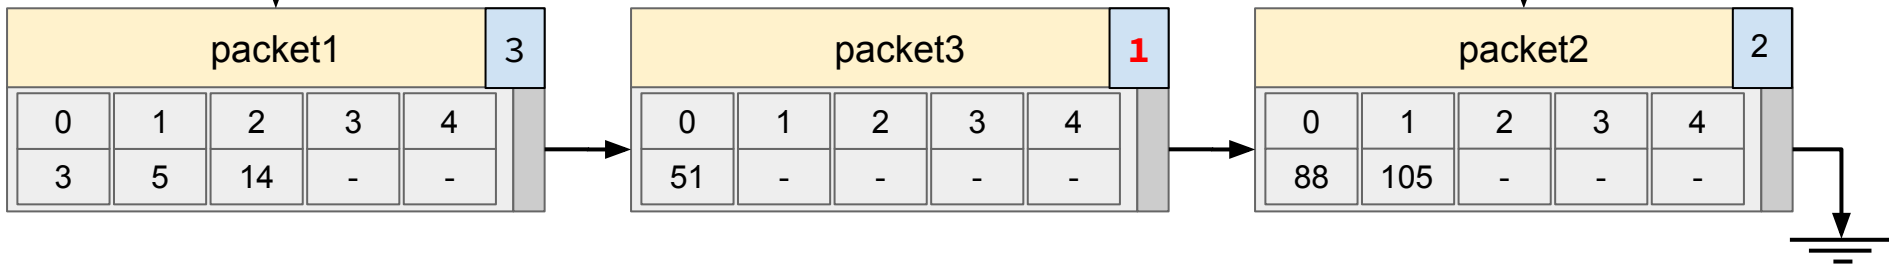 packet1 3
0 1 2 3 4
3 5 14 - -
packet3 1
0 1 2 3 4
51 - - - -
packet2 2
0 1 2 3 4
88 105 - - -